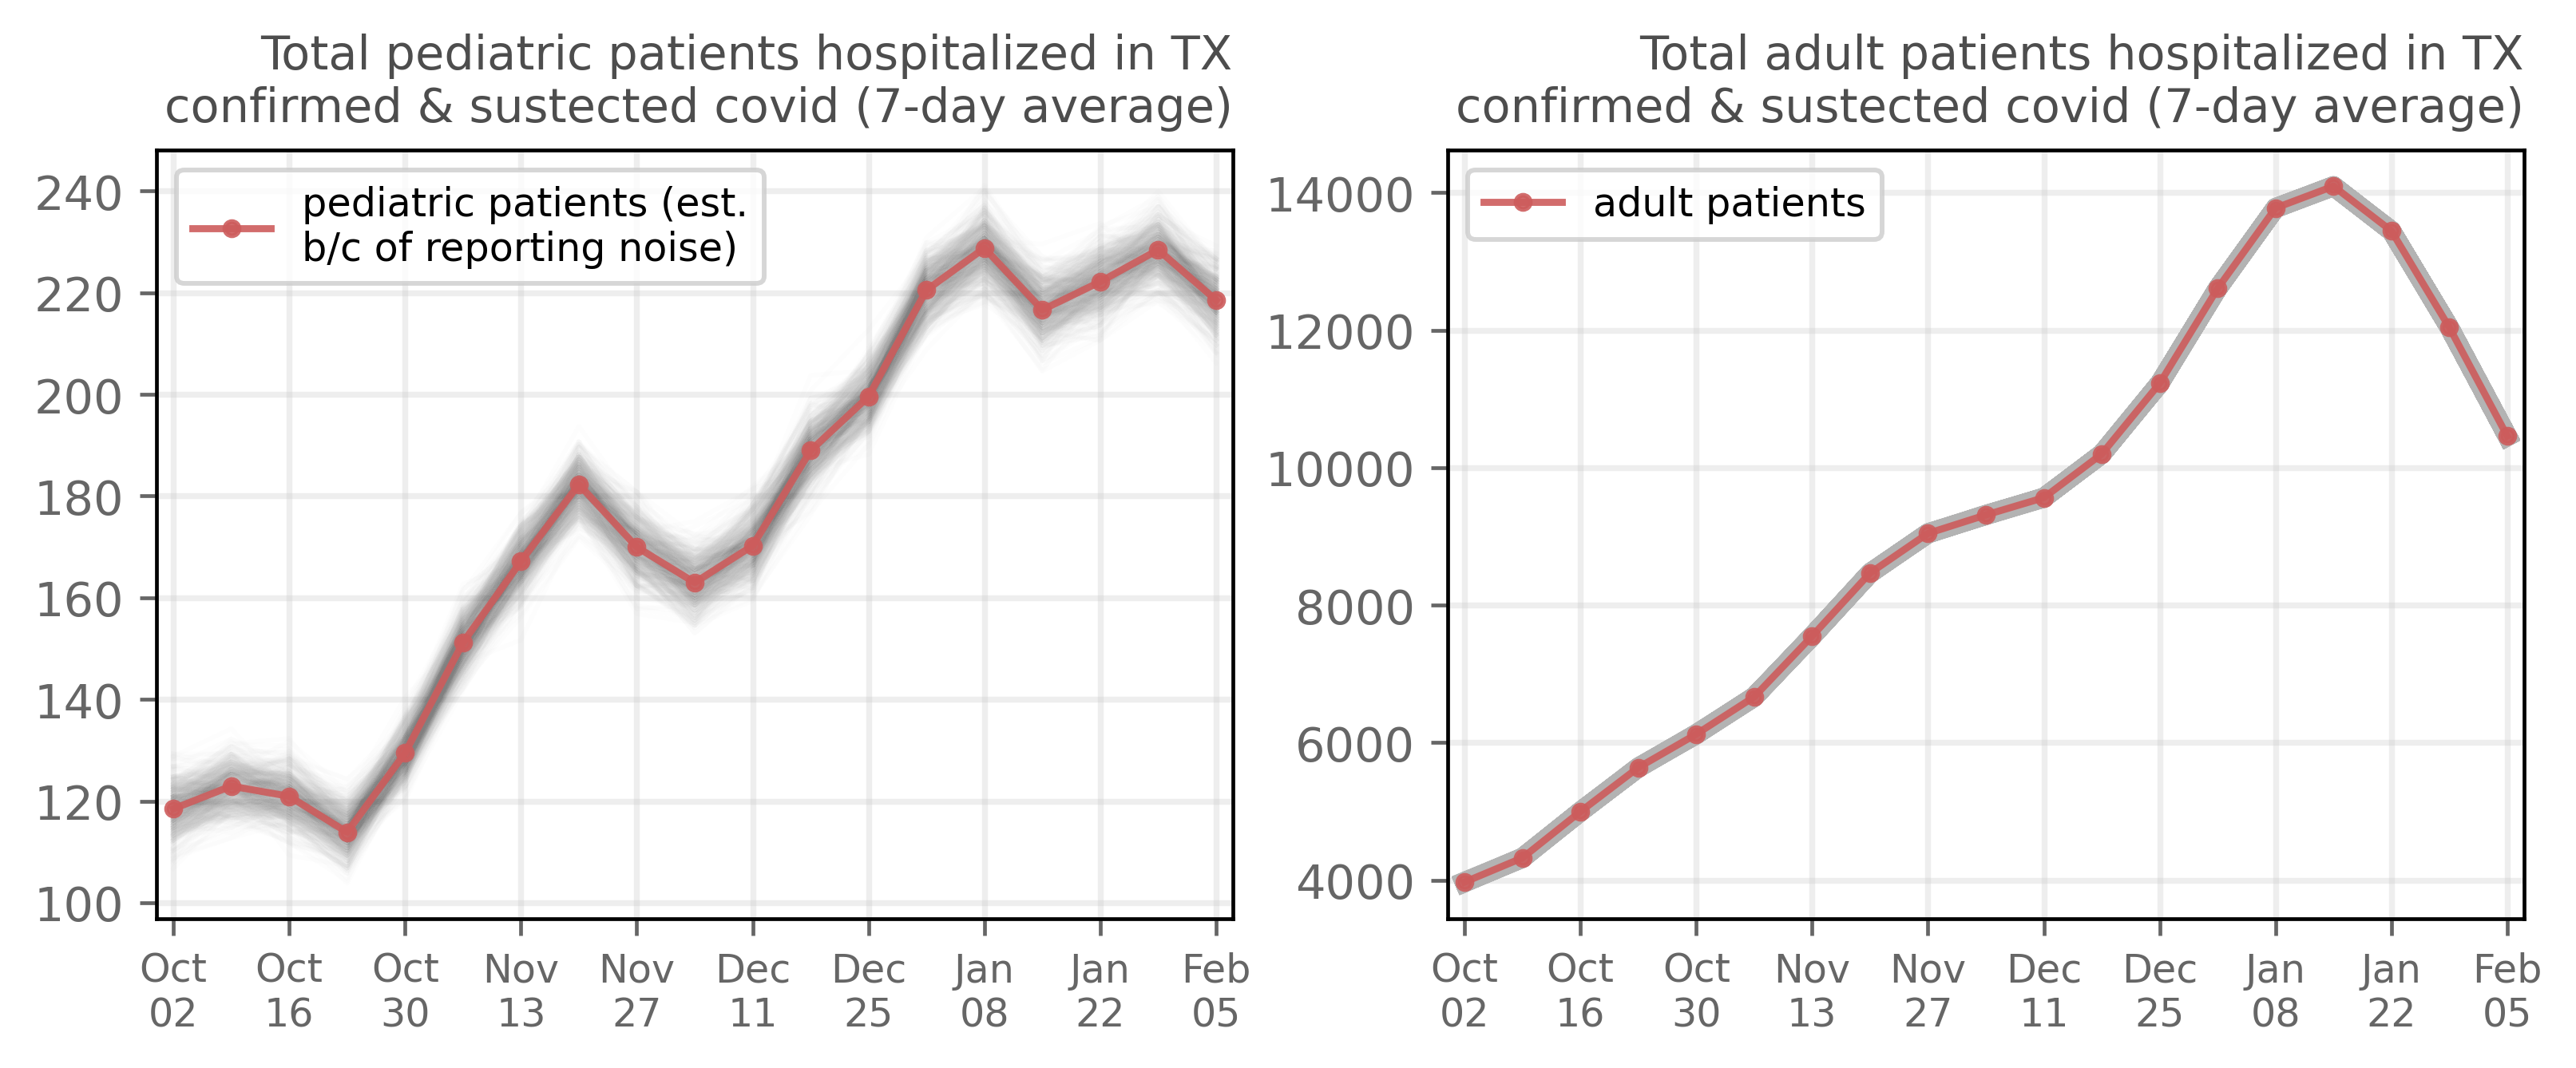 Total pediatric patients hospitalized in TX
confirmed & sustected covid (7-day average)
pediatric patients (est.
b/c of reporting noise)
240
220
200
180
160
140
120
100
Oct Oct Oct Nov Nov Dec Dec Jan Jan Feb
02 16 30 13 27 11 25 08 22 05
Total adult patients hospitalized in TX
confirmed & sustected covid (7-day average)
adult patients
14000
12000
10000
8000
6000
4000
Oct Oct Oct Nov Nov Dec Dec Jan Jan Feb
02 16 30 13 27 11 25 08 22 05